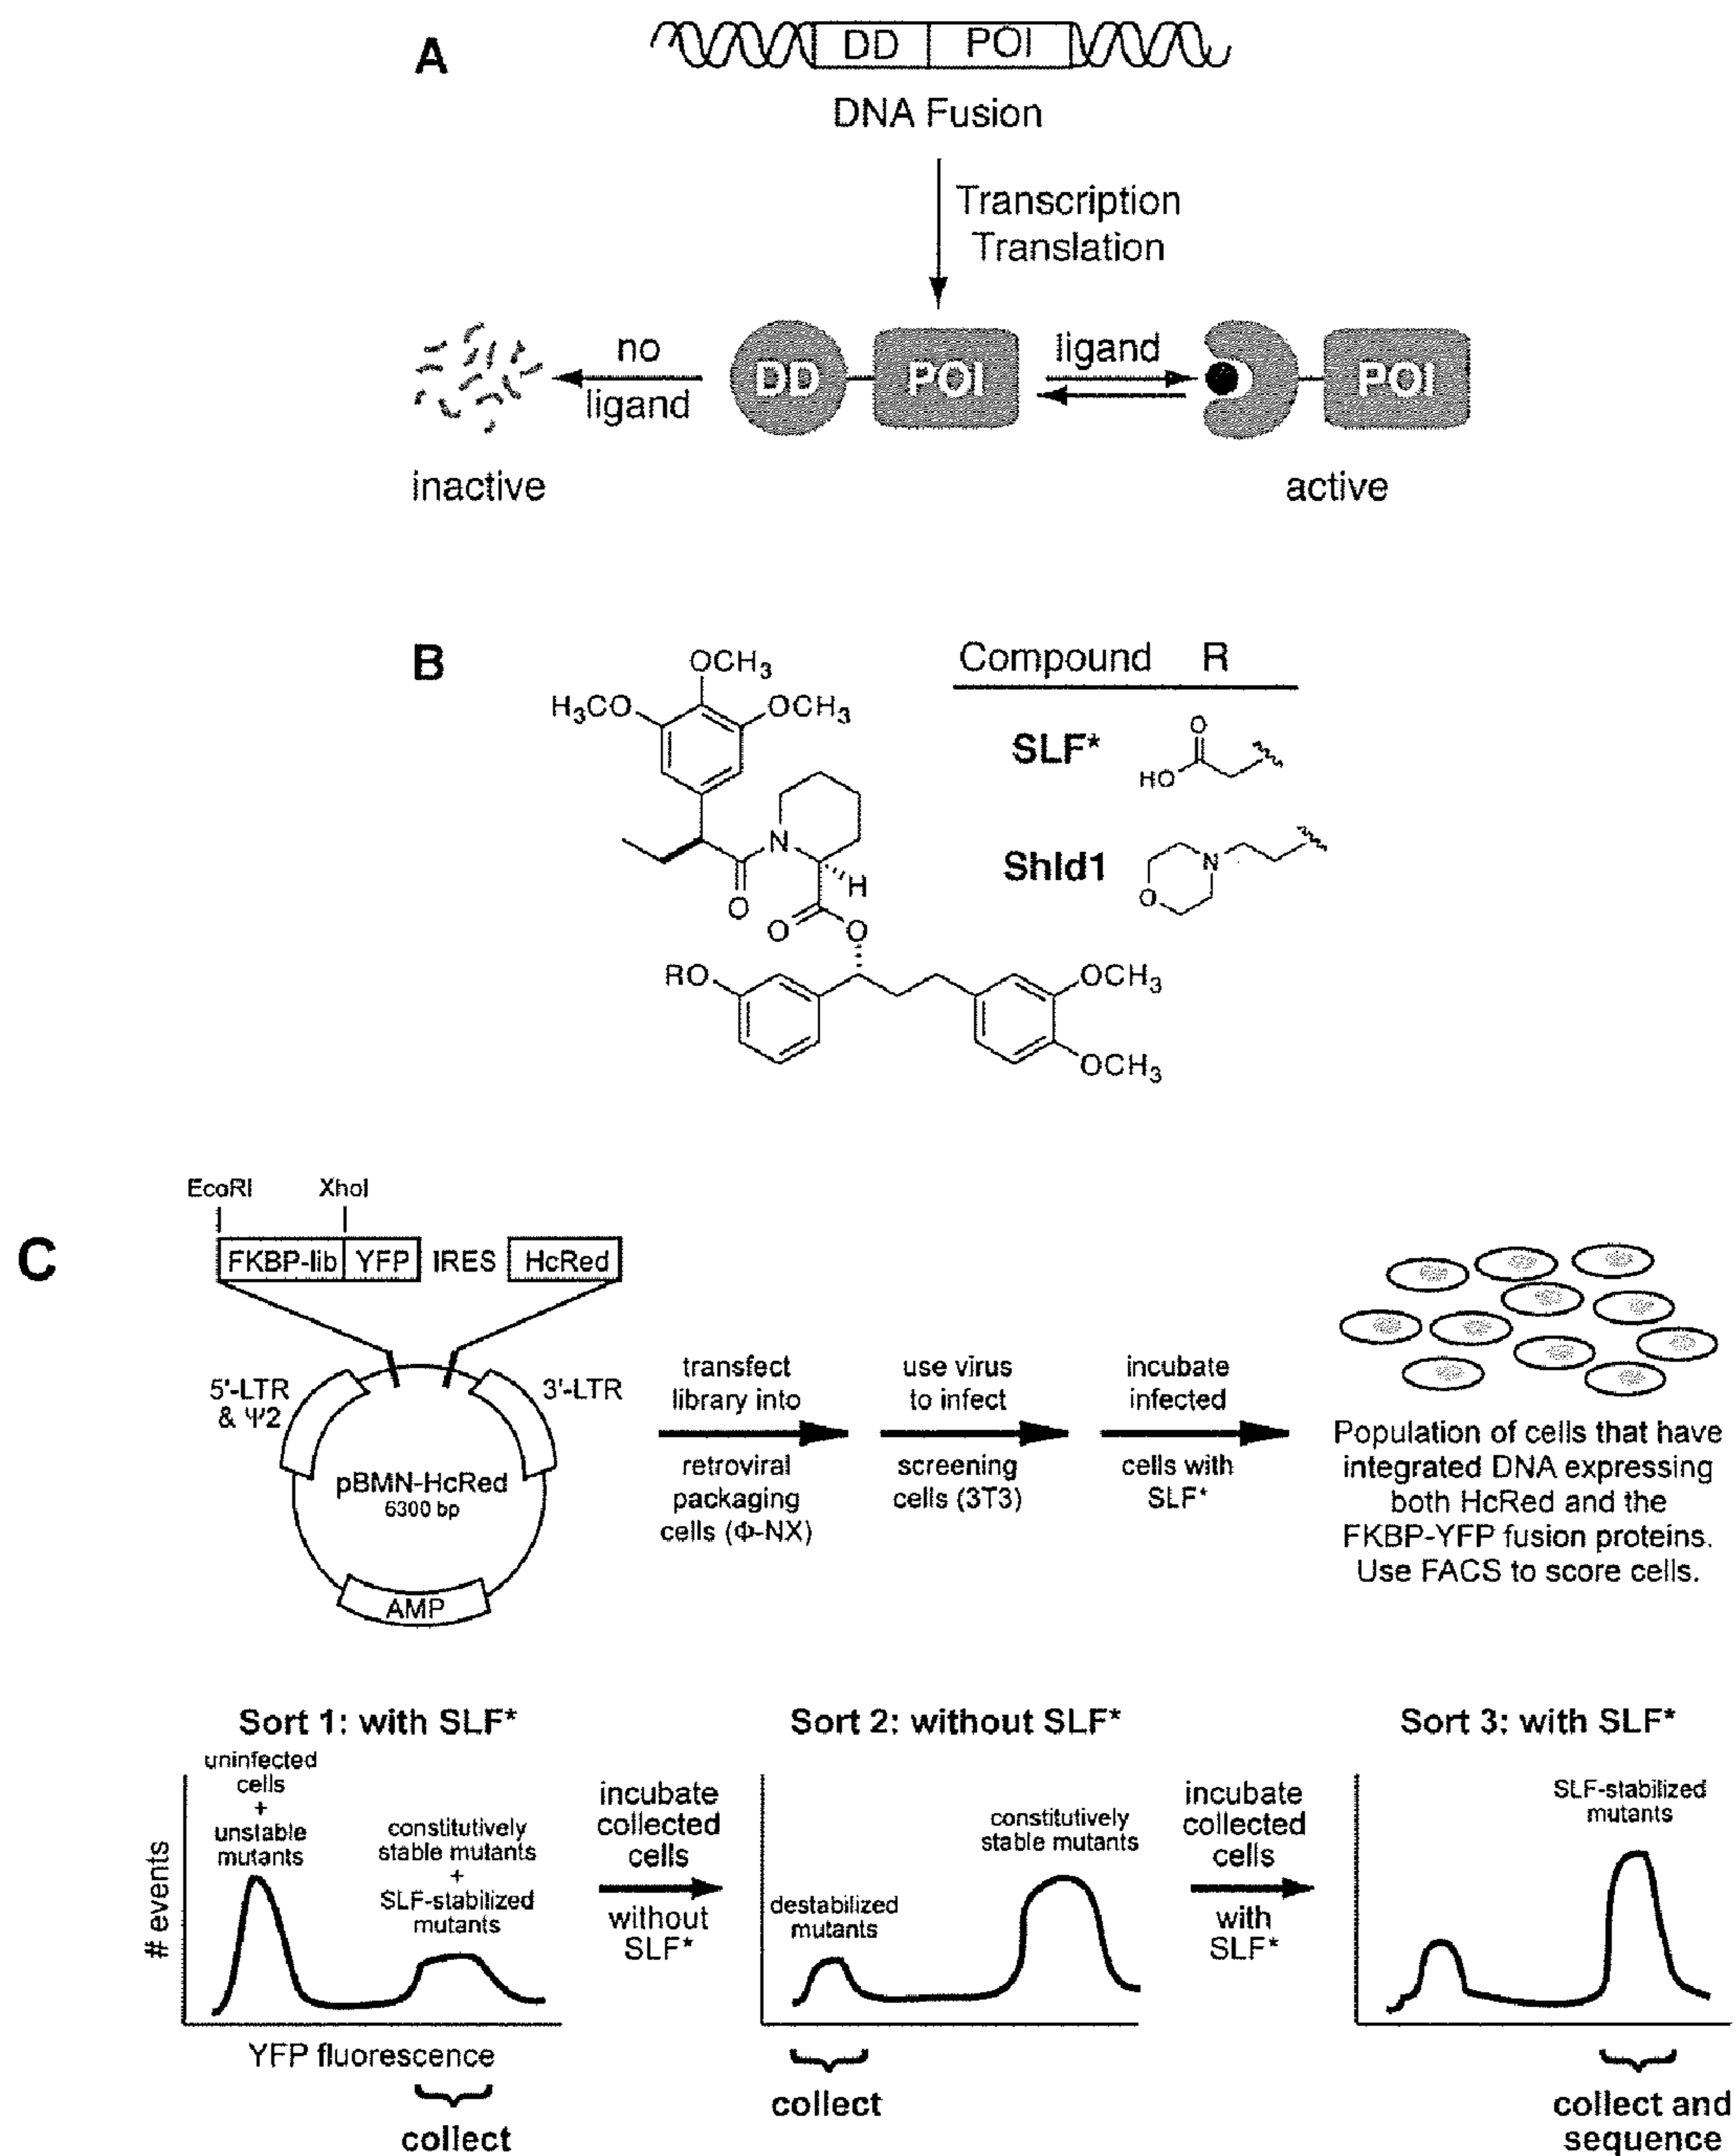 A
DD POI
DNA Fusion
Transcription
Translation
no
ligand
DD POI
ligand
POI
inactive
active
B
OCH3
H3CO
OCH3
N
H
O
O
O
RO
OCH3
OCH3
Compound R
SLF*
O
HO
Shld1
N
O
C
EcoRI XhoI
FKBP-lib YFP IRES HcRed
5'-LTR
& Ψ2
3'-LTR
pBMN-HcRed
6300 bp
AMP
transfect
library into
retroviral
packaging
cells (Φ-NX)
use virus
to infect
screening
cells (3T3)
incubate
infected
cells with
SLF*
Population of cells that have
integrated DNA expressing
both HcRed and the
FKBP-YFP fusion proteins.
Use FACS to score cells.
Sort 1: with SLF*
uninfected
cells
+
unstable
mutants
constitutively
stable mutants
+
SLF-stabilized
mutants
# events
YFP fluorescence
collect
incubate
collected
cells
without
SLF*
Sort 2: without SLF*
destabilized
mutants
constitutively
stable mutants
collect
incubate
collected
cells
with
SLF*
Sort 3: with SLF*
SLF-stabilized
mutants
collect and
sequence